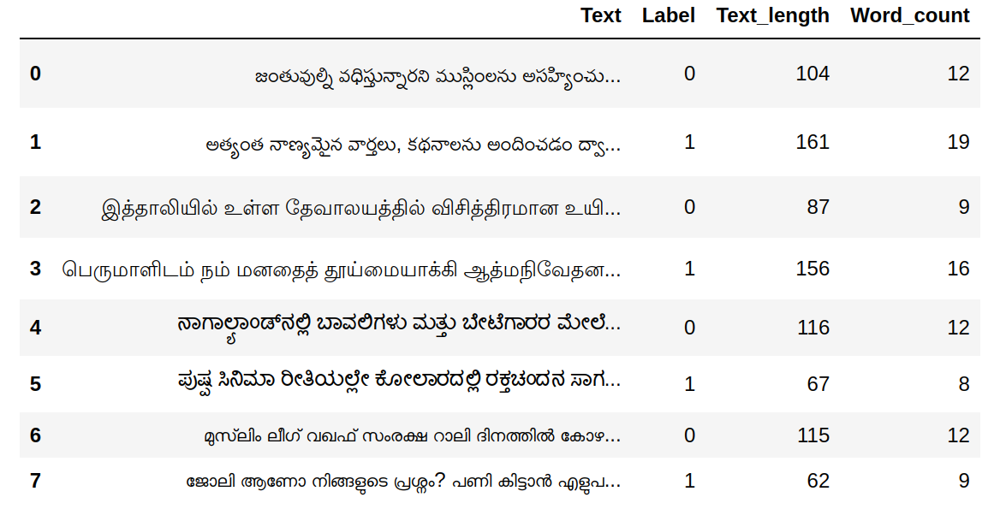 Text Label Text_length Word_count
0 జంతువుల్ని వధిస్తున్నారని ముస్లింలను అసహ్యించు... 0 104 12
1 అత్యంత నాణ్యమైన వార్తలు, కథనాలను అందించడం ద్వా... 1 161 19
2 இத்தாலியில் உள்ள தேவாலயத்தில் விசித்திரமான உயி... 0 87 9
3 பெருமாளிடம் நம் மனதைத் தூய்மையாக்கி ஆத்மநிவேதன... 1 156 16
4 ನಾಗಾಲ್ಯಾಂಡ್‌ನಲ್ಲಿ ಬಾವಲಿಗಳು ಮತ್ತು ಬೇಟೆಗಾರರ ಮೇಲೆ... 0 116 12
5 ಪುಷ್ಪ ಸಿನಿಮಾ ರೀತಿಯಲ್ಲೇ ಕೋಲಾರದಲ್ಲಿ ರಕ್ತಚಂದನ ಸಾಗ... 1 67 8
6 മുസ്‌ലിം ലീഗ് വഖഫ് സംരക്ഷ റാലി ദിനത്തിൽ കോഴ... 0 115 12
7 ജോലി ആണോ നിങ്ങളുടെ പ്രശ്നം? പണി കിട്ടാൻ എളുപ... 1 62 9